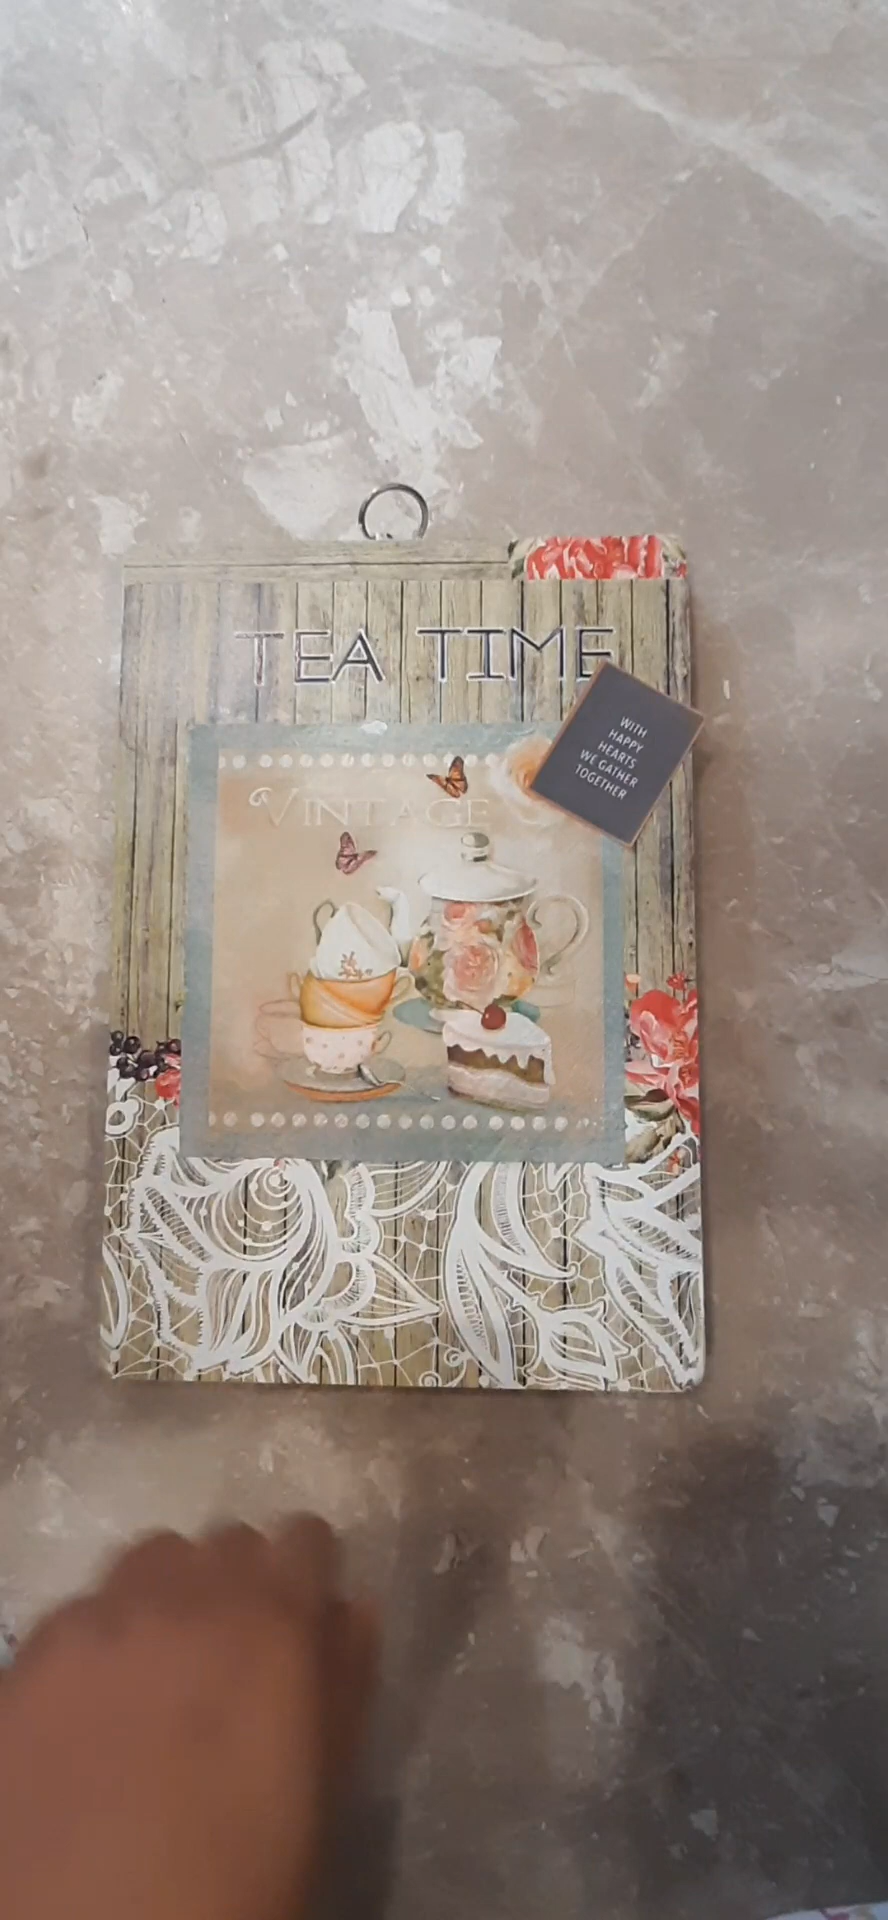 TEA TIME
WITH
HAPPY
HEARTS
WE GATHER
TOGETHER
VINTAGE